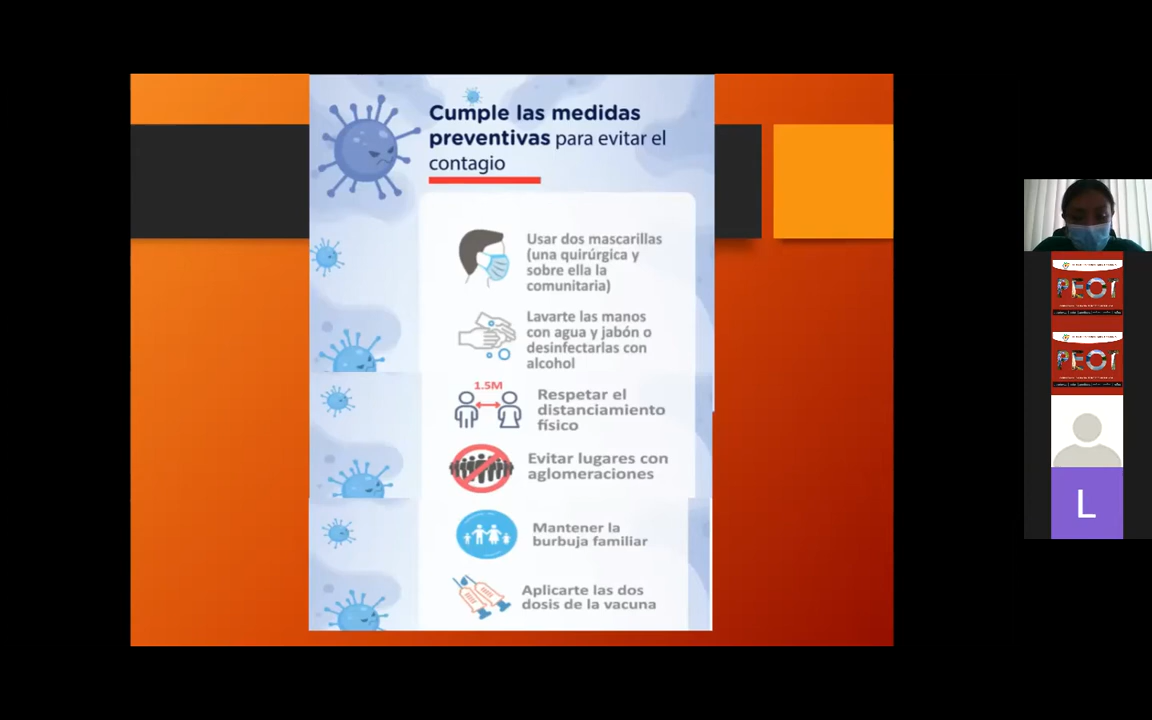 Cumple las medidas
preventivas para evitar el
contagio
Usar dos mascarillas
(una quirúrgica y
sobre ella la
comunitaria)
Lavarte las manos
con agua y jabón o
desinfectarlas con
alcohol
1.5M
Respetar el
distanciamiento
físico
Evitar lugares con
aglomeraciones
Mantener la
burbuja familiar
Aplicarte las dos
dosis de la vacuna
L